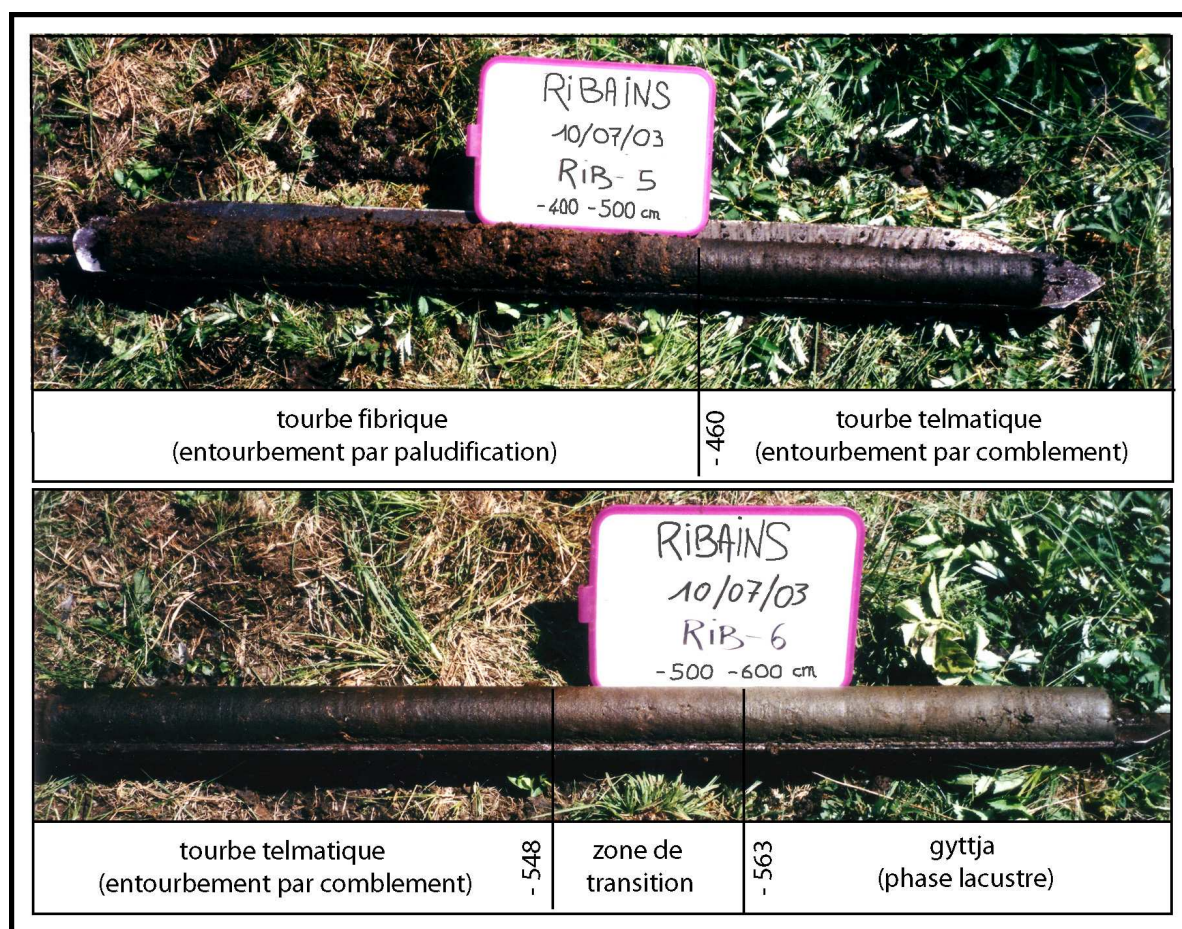 RiBAiNS
10/07/03
RiB-5
-400 -500 cm
tourbe fibrique
(entourbement par paludification)
- 460
tourbe telmatique
(entourbement par comblement)
RiBAiNS
10/07/03
RiB-6
-500 -600 cm
tourbe telmatique
(entourbement par comblement)
- 548
zone de
transition
- 563
gyttja
(phase lacustre)